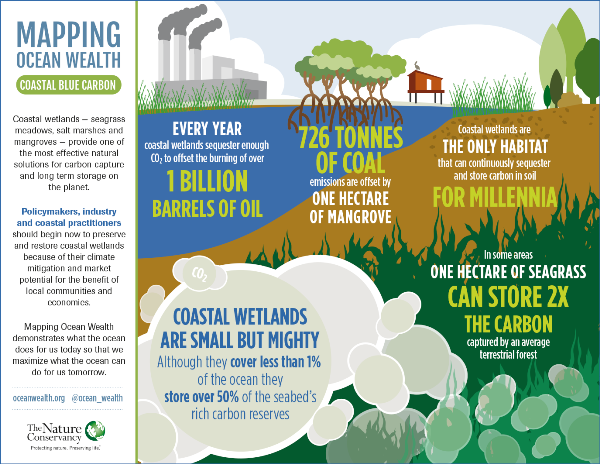 MAPPING
OCEAN WEALTH
COASTAL BLUE CARBON
Coastal wetlands — seagrass
meadows, salt marshes and
mangroves — provide one of
the most effective natural
solutions for carbon capture
and long term storage on
the planet.
Policymakers, industry
and coastal practitioners
should begin now to preserve
and restore coastal wetlands
because of their climate
mitigation and market
potential for the benefit of
local communities and
economies.
Mapping Ocean Wealth
demonstrates what the ocean
does for us today so that we
maximize what the ocean can
do for us tomorrow.
oceanwealth.org @ocean_wealth
The Nature
Conservancy
Protecting nature. Preserving life.
EVERY YEAR
coastal wetlands sequester enough
CO2 to offset the burning of over
1 BILLION
BARRELS OF OIL
726 TONNES
OF COAL
emissions are offset by
ONE HECTARE
OF MANGROVE
Coastal wetlands are
THE ONLY HABITAT
that can continuously sequester
and store carbon in soil
FOR MILLENNIA
In some areas
ONE HECTARE OF SEAGRASS
CAN STORE 2X
THE CARBON
captured by an average
terrestrial forest
CO2
COASTAL WETLANDS
ARE SMALL BUT MIGHTY
Although they cover less than 1%
of the ocean they
store over 50% of the seabed's
rich carbon reserves